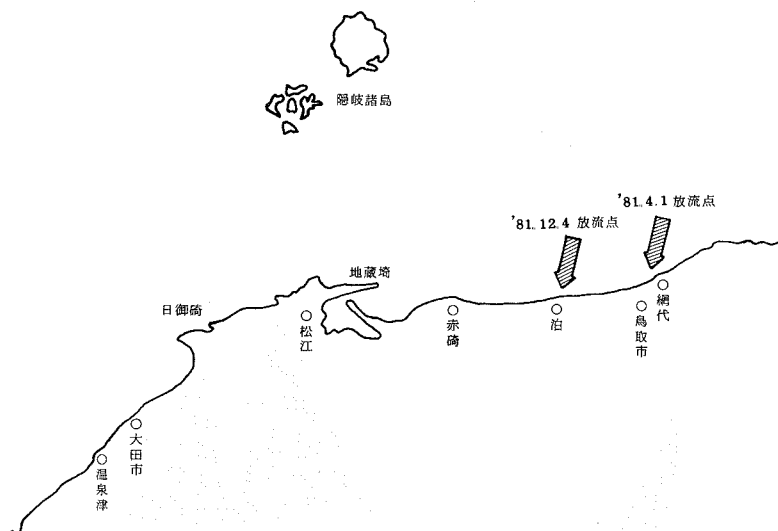 隠岐諸島
'81.4.1 放流点
'81.12.4 放流点
地蔵埼
日御碕
松江
赤碕
泊
鳥取市
網代
大田市
温泉津